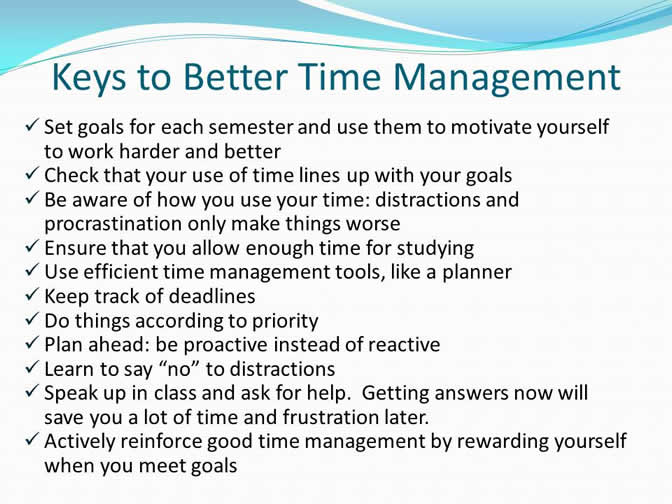 Keys to Better Time Management
✓ Set goals for each semester and use them to motivate yourself
to work harder and better
✓ Check that your use of time lines up with your goals
✓ Be aware of how you use your time: distractions and
procrastination only make things worse
✓ Ensure that you allow enough time for studying
✓ Use efficient time management tools, like a planner
✓ Keep track of deadlines
✓ Do things according to priority
✓ Plan ahead: be proactive instead of reactive
✓ Learn to say “no” to distractions
✓ Speak up in class and ask for help.  Getting answers now will
save you a lot of time and frustration later.
✓ Actively reinforce good time management by rewarding yourself
when you meet goals